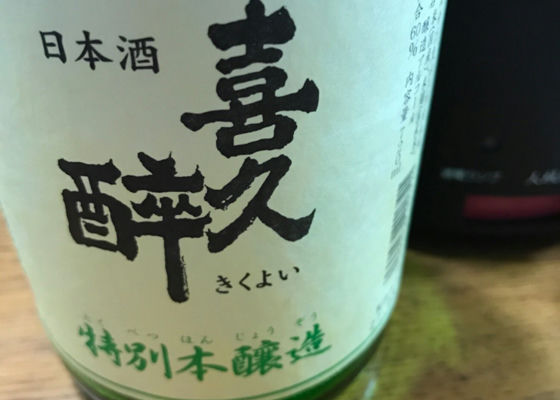 日本酒
喜久
醉
きくよい
とくべつほんじょうぞう
特別本醸造